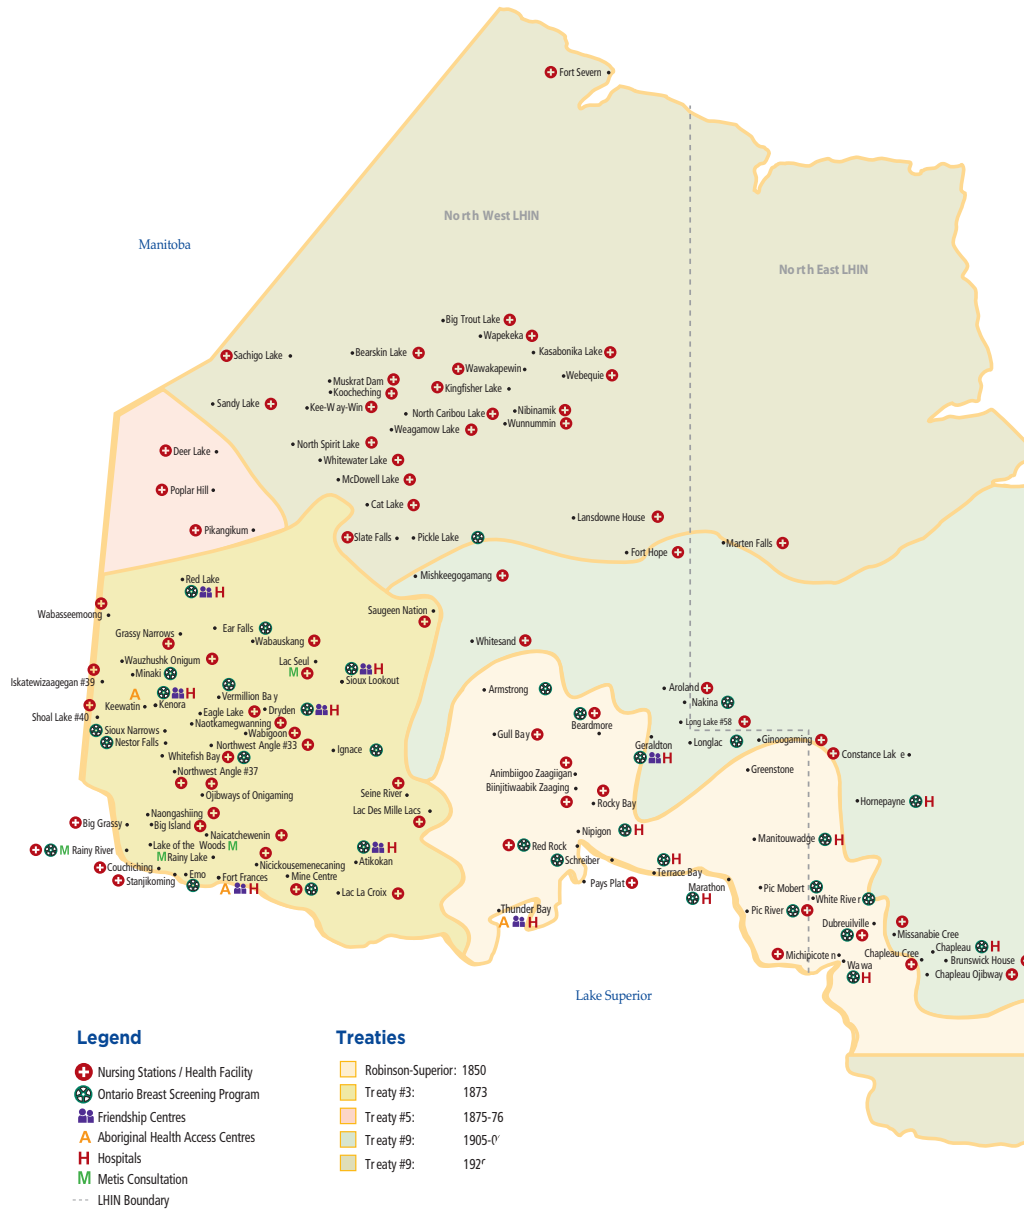 Fort Severn
North West LHIN
Manitoba
North East LHIN
Big Trout Lake
Wapekeka
Sachigo Lake
Bearskin Lake
Kasabonika Lake
Wawakapewin
Webequie
Muskrat Dam
Koocheching
Kingfisher Lake
Sandy Lake
Kee-Way-Win
North Caribou Lake
Nibinamik
Wunnummin
Weagamow Lake
North Spirit Lake
Deer Lake
Whitewater Lake
McDowell Lake
Poplar Hill
Cat Lake
Lansdowne House
Pikangikum
Slate Falls
Pickle Lake
Marten Falls
Fort Hope
Mishkeegogamang
Red Lake
H
Wabasseemoong
Saugeen Nation
Ear Falls
Grassy Narrows
Wabauskang
Whitesand
Wauzhushk Onigum
Lac Seul
M
Minaki
H
Iskatewizaagegan #39
Sioux Lookout
Armstrong
Aroland
A
H
Vermillion Bay
Nakina
Keewatin
Kenora
Shoal Lake #40
Eagle Lake
Dryden
H
Naotkamegwanning
Beardmore
Long Lake #58
Sioux Narrows
Wabigoon
Gull Bay
Nestor Falls
Northwest Angle #33
Ignace
Geraldton
H
Longlac
Ginoogaming
Whitefish Bay
Constance Lake
Northwest Angle #37
Animbiigoo Zaagiigan
Greenstone
Biinjitiwaabik Zaaging
Ojibways of Onigaming
Seine River
Rocky Bay
Hornepayne
H
Naongashiing
Lac Des Mille Lacs
Big Grassy
Big Island
Naicatchewenin
Nipigon
H
Manitouwadge
H
M
Rainy River
Lake of the Woods
M
H
Red Rock
M
Rainy Lake
Atikokan
Schreiber
H
Couchiching
Nicickousemenecaning
Terrace Bay
Stanjikoming
Emo
Fort Frances
A
H
Mine Centre
Lac La Croix
Pays Plat
Marathon
H
Pic Mobert
White River
Thunder Bay
A
H
Pic River
Dubreuilville
Missanabie Cree
Michipicoten
Chapleau Cree
Chapleau
H
Brunswick House
Wawa
H
Chapleau Ojibway
Lake Superior
Legend
Nursing Stations / Health Facility
Ontario Breast Screening Program
Friendship Centres
A Aboriginal Health Access Centres
H Hospitals
M Metis Consultation
LHIN Boundary
Treaties
Robinson-Superior: 1850
Treaty #3: 1873
Treaty #5: 1875-76
Treaty #9:
Treaty #9: